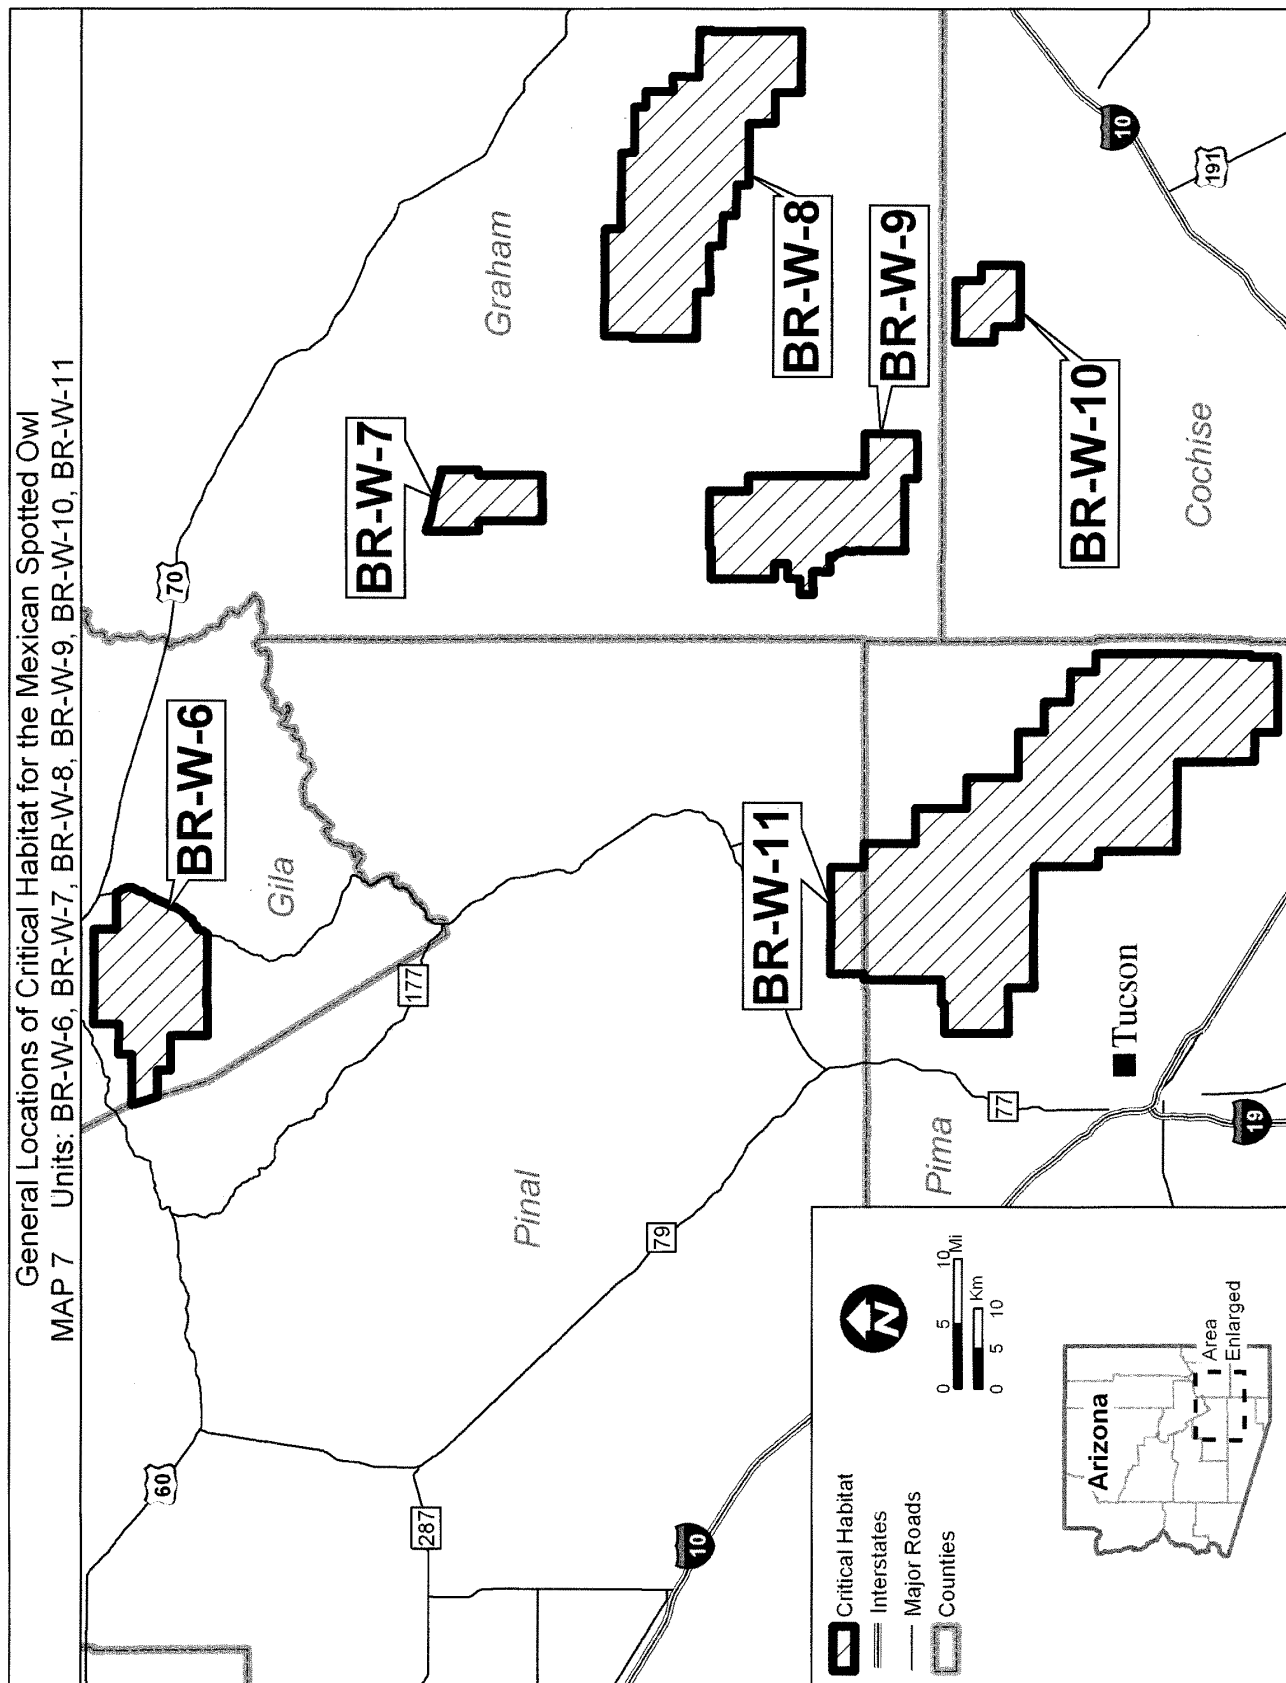 General Locations of Critical Habitat for the Mexican Spotted Owl
MAP 7 Units: BR-W-6, BR-W-7, BR-W-8, BR-W-9, BR-W-10, BR-W-11
60
70
BR-W-6
Gila
177
287
79
10
Pinal
BR-W-7
Graham
BR-W-8
BR-W-9
BR-W-11
BR-W-10
10
191
Cochise
Pima
77
Tucson
19
Critical Habitat
Interstates
Major Roads
Counties
N
0 5 10 Mi
Km
0 5 10
Arizona
Area
Enlarged